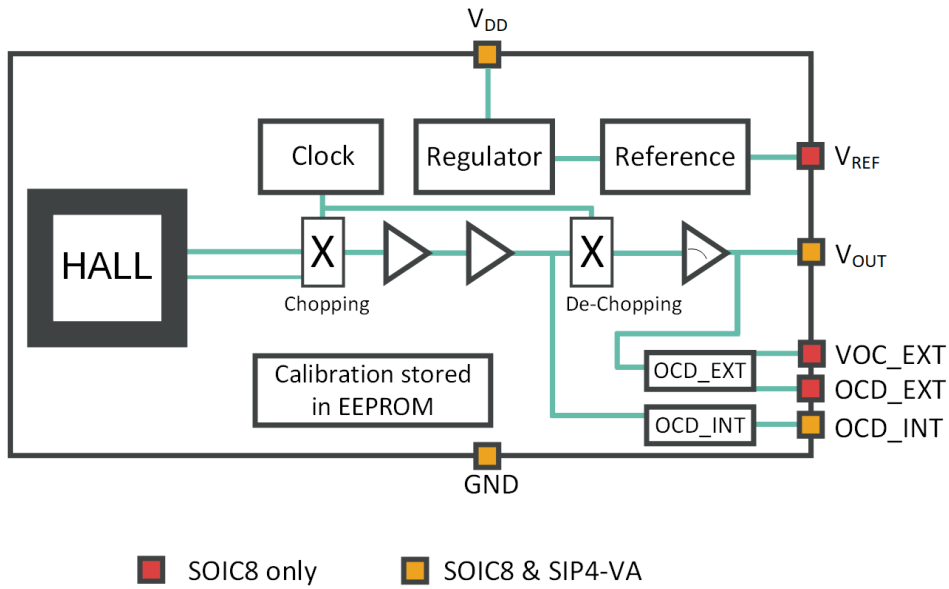 VDD
Clock
Regulator
Reference
VREF
HALL
X
X
VOUT
Chopping
De-Chopping
VOC_EXT
OCD_EXT
OCD_EXT
Calibration stored
in EEPROM
OCD_INT
OCD_INT
GND
SOIC8 only
SOIC8 & SIP4-VA